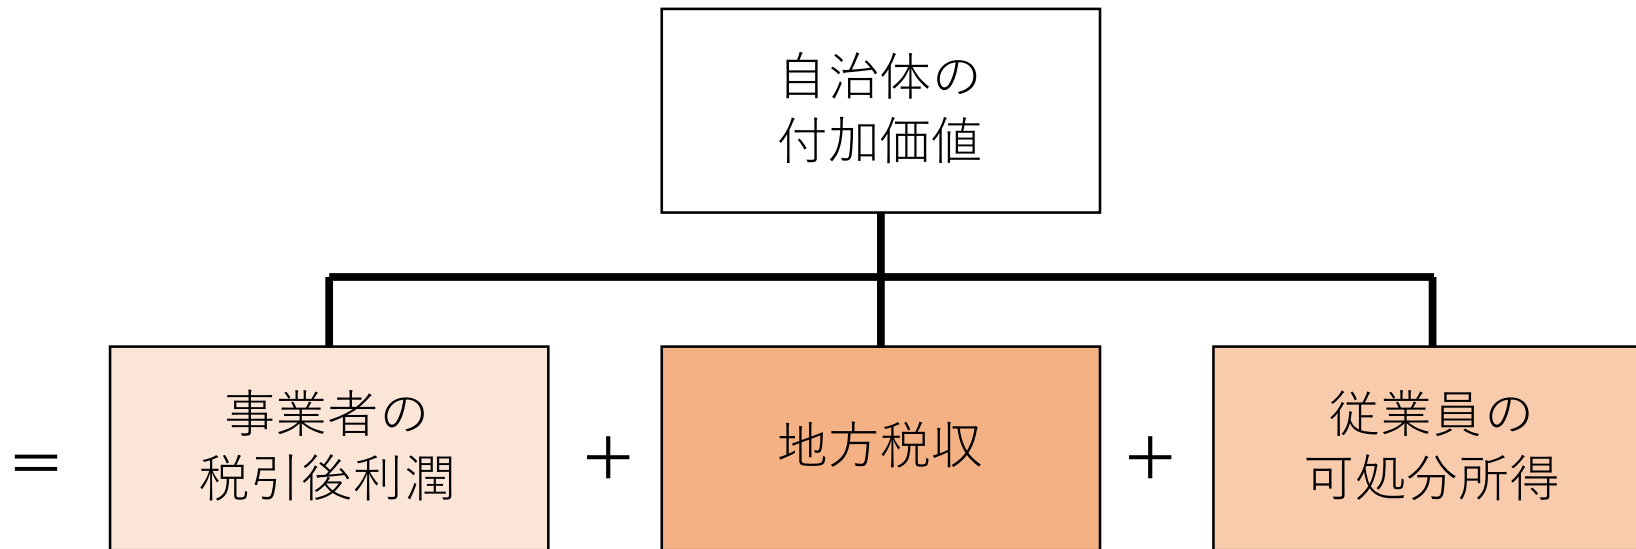 自治体の
付加価値
=
事業者の
税引後利潤
+
地方税収
+
従業員の
可処分所得